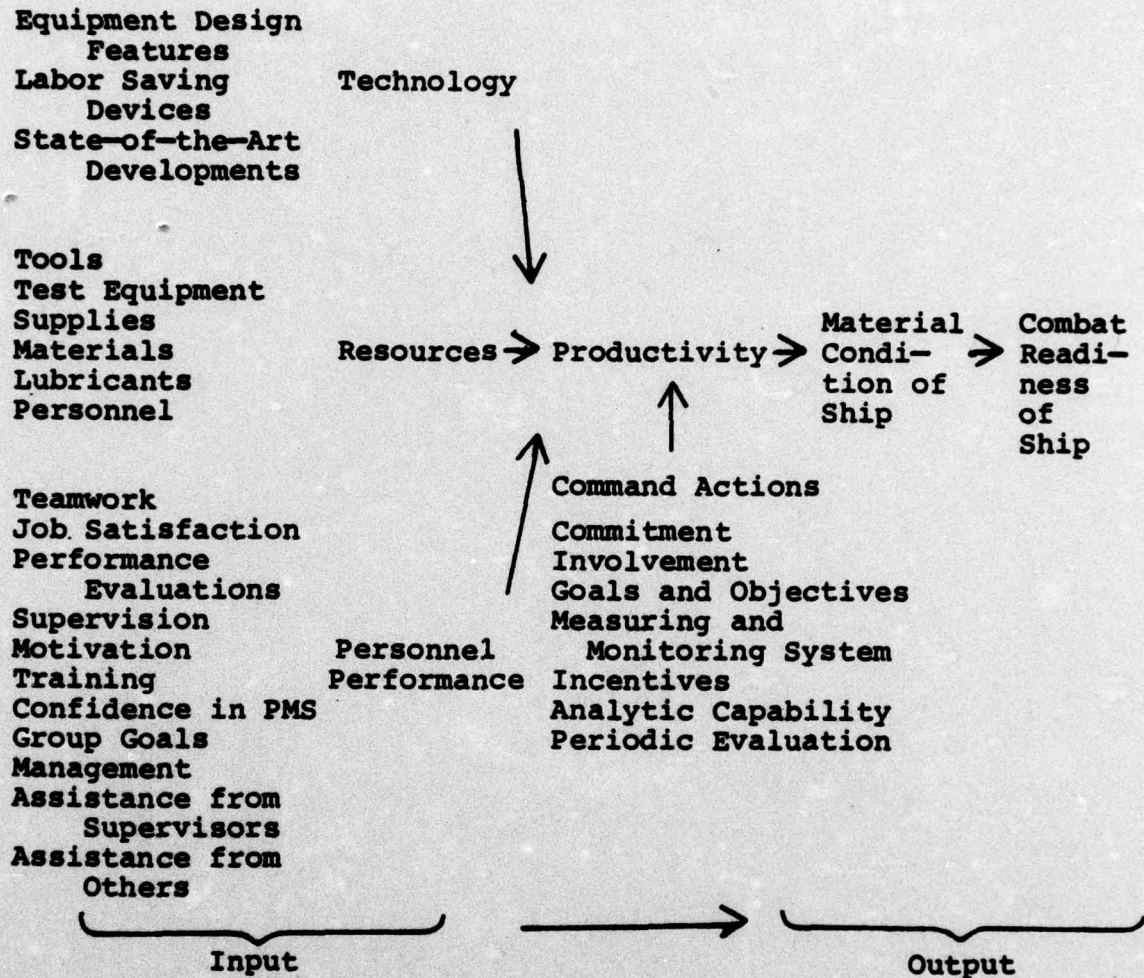 Equipment Design
Features
Labor Saving
Devices
State-of-the-Art
Developments
Technology
Tools
Test Equipment
Supplies
Materials
Lubricants
Personnel
Resources
Productivity
Material
Condi-
tion of
Ship
Combat
Readi-
ness
of
Ship
Teamwork
Job Satisfaction
Performance
Evaluations
Supervision
Motivation
Training
Confidence in PMS
Group Goals
Management
Assistance from
Supervisors
Assistance from
Others
Personnel
Performance
Command Actions
Commitment
Involvement
Goals and Objectives
Measuring and
Monitoring System
Incentives
Analytic Capability
Periodic Evaluation
Input
Output